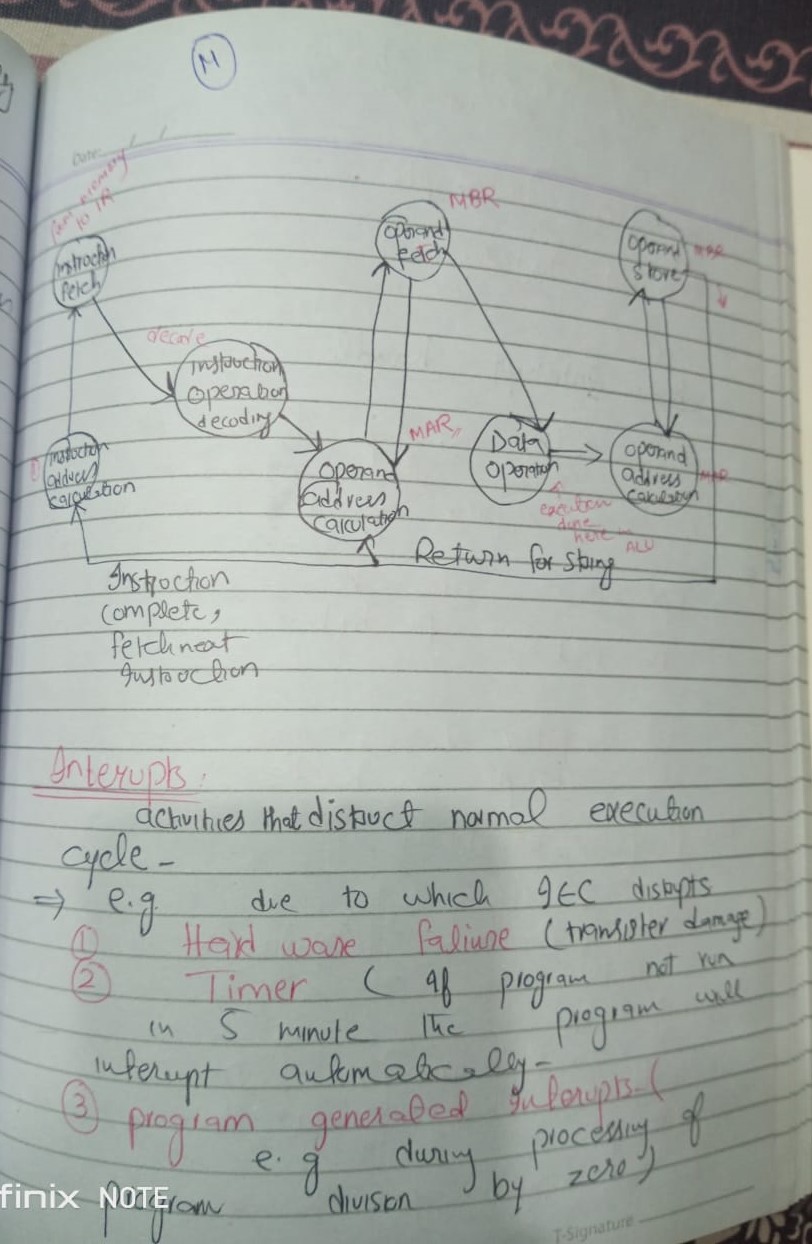 M
Date
from memory
to IR
Instruction
fetch
decode
Instruction
Operation
decoding
Instruction
address
calculation
operand
fetch
MBR
MAR
operand
address
calculation
Data
operation
execution
done
here
ALU
operand
store
MBR
operand
address
calculation
MAR
Return for string
Instruction
complete,
fetch next
Instruction
Interupts:
activities that distruct normal execution
cycle -
⇒ e.g due to which IEC distrupts
① Hard ware failure (transister damage)
② Timer ( If program not run
in 5 minute the program will
interupt automatically -
③ program generated Interupts (
e.g during processing of
program division by zero)
finix NOTE
T-Signature